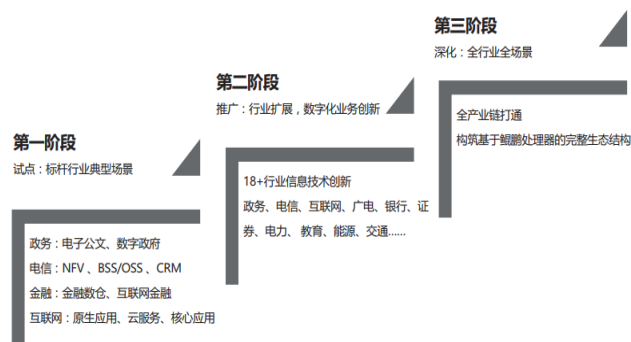 第一阶段
试点：标杆行业典型场景
政务：电子公文、数字政府
电信：NFV 、BSS/OSS 、CRM
金融：金融数仓、互联网金融
互联网：原生应用、云服务、核心应用
第二阶段
推广：行业扩展，数字化业务创新
18+行业信息技术创新
政务、电信、互联网、广电、银行、证
券、电力、 教育、能源、交通......
第三阶段
深化：全行业全场景
全产业链打通
构筑基于鲲鹏处理器的完整生态结构